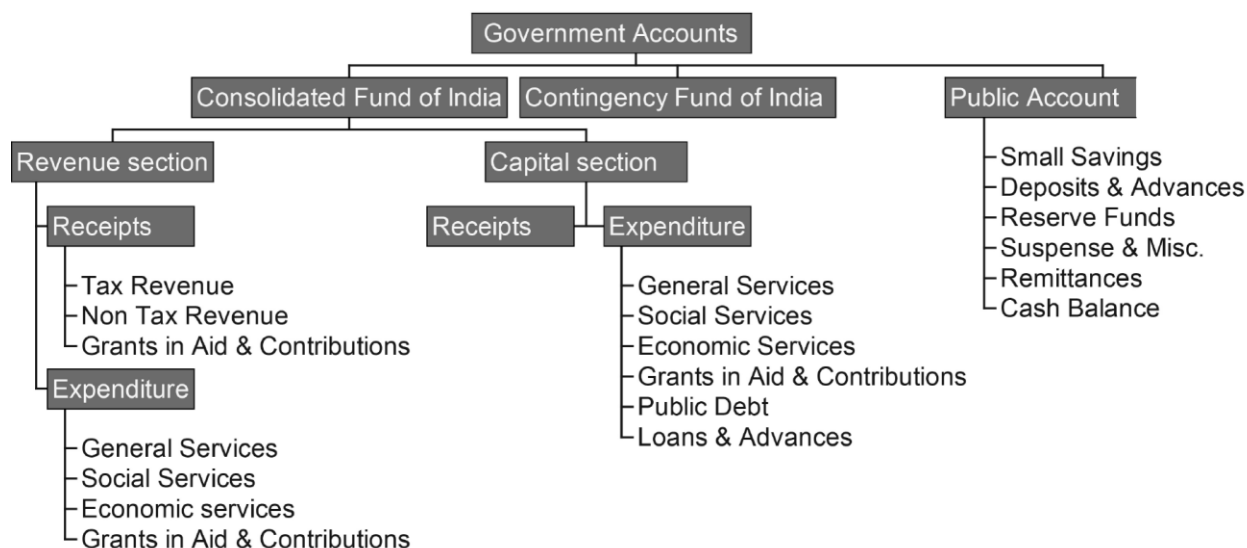 Government Accounts
Consolidated Fund of India
Contingency Fund of India
Public Account
Revenue section
Receipts
Tax Revenue
Non Tax Revenue
Grants in Aid & Contributions
Expenditure
General Services
Social Services
Economic services
Grants in Aid & Contributions
Capital section
Receipts
Expenditure
General Services
Social Services
Economic Services
Grants in Aid & Contributions
Public Debt
Loans & Advances
Small Savings
Deposits & Advances
Reserve Funds
Suspense & Misc.
Remittances
Cash Balance